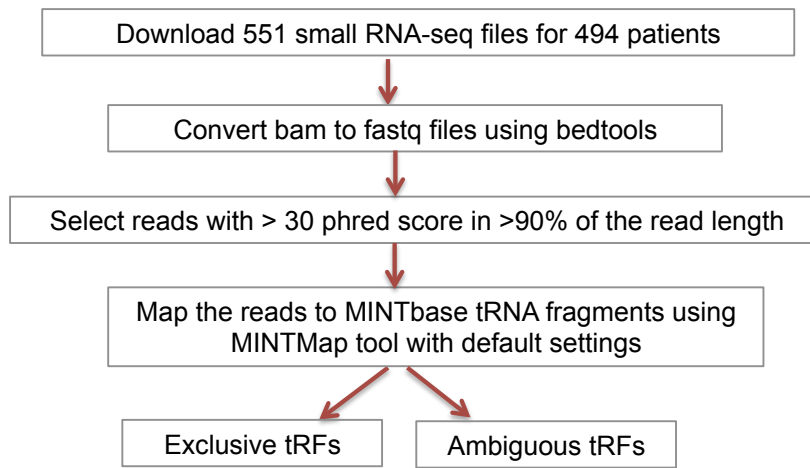 Download 551 small RNA-seq files for 494 patients
Convert bam to fastq files using bedtools
Select reads with > 30 phred score in >90% of the read length
Map the reads to MINTbase tRNA fragments using
MINTMap tool with default settings
Exclusive tRFs
Ambiguous tRFs